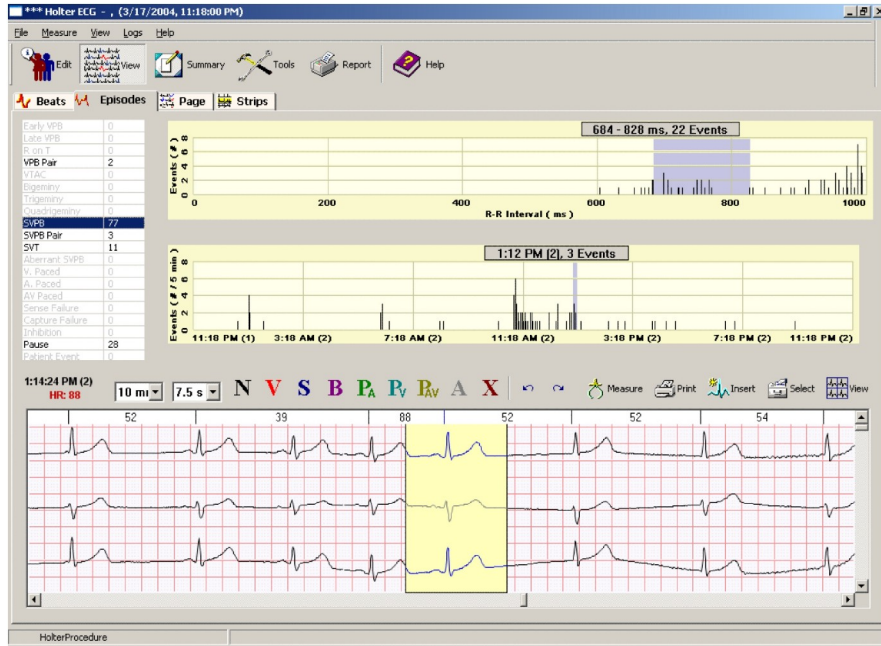 *** Holter ECG - , (3/17/2004, 11:18:00 PM)
File Measure View Logs Help
Edit View Summary Tools Report Help
Beats Episodes Page Strips
Early VPB 0
Late VPB 0
R on T 0
VPB Pair 2
VTAC 0
Bigeminy 0
Trigeminy 0
Quadrigeminy 0
SVPB 77
SVPB Pair 3
SVT 11
Aberrant SVPB 0
V. Paced 0
A. Paced 0
AV Paced 0
Sense Failure 0
Capture Failure 0
Inhibition 0
Pause 28
Patient Event 0
684 - 828 ms, 22 Events
Events ( # )
0 2 4 6 8
0 200 400 600 800 1000
R-R Interval ( ms )
1:12 PM (2), 3 Events
Events ( # / 5 min )
0 2 4 6 8
11:18 PM (1) 3:18 AM (2) 7:18 AM (2) 11:18 AM (2) 3:18 PM (2) 7:18 PM (2) 11:18 PM (2)
1:14:24 PM (2)
HR: 88
10 m 7.5 s N V S B PA PV PAV A X Measure Print Insert Select View
52 39 88 52 52 54
HolterProcedure